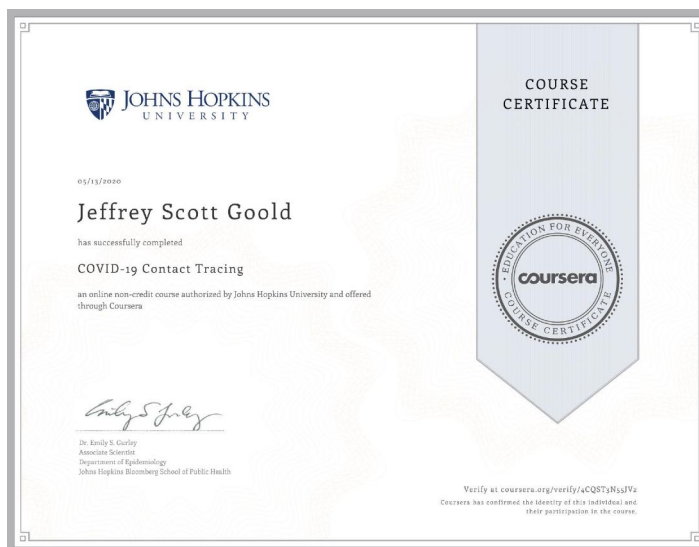 JOHNS HOPKINS
UNIVERSITY
COURSE
CERTIFICATE
05/13/2020
Jeffrey Scott Goold
has successfully completed
COVID-19 Contact Tracing
an online non-credit course authorized by Johns Hopkins University and offered
through Coursera
EDUCATION FOR EVERYONE
coursera
COURSE CERTIFICATE
Dr. Emily S. Gurley
Associate Scientist
Department of Epidemiology
Johns Hopkins Bloomberg School of Public Health
Verify at coursera.org/verify/4CQST3N55JV2
Coursera has confirmed the identity of this individual and
their participation in the course.